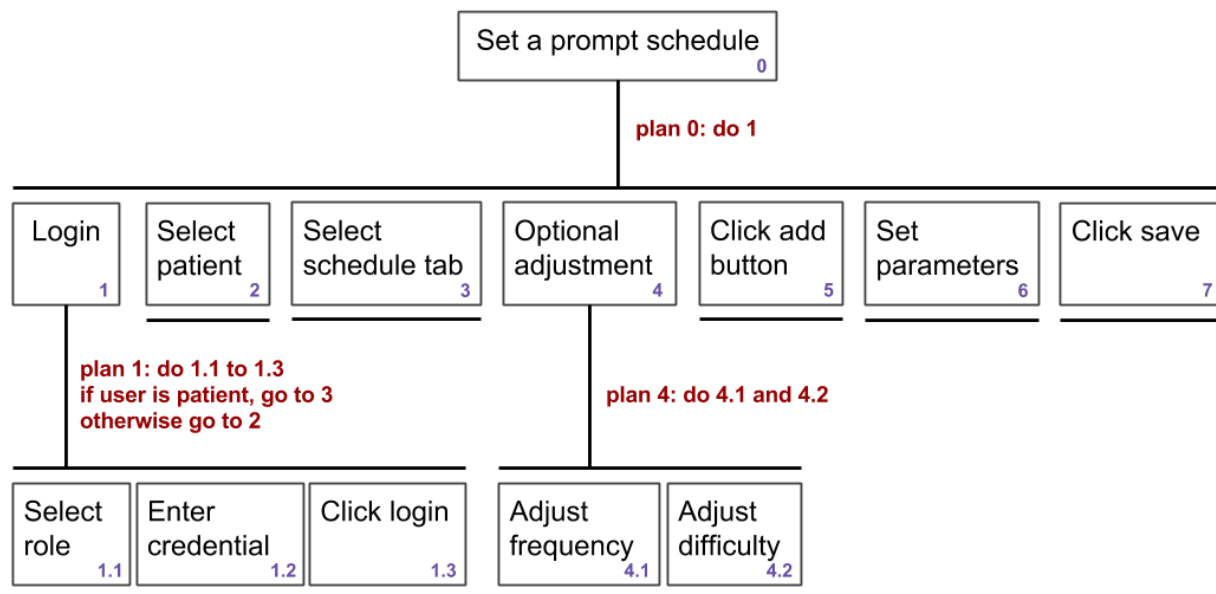 Set a prompt schedule
0
plan 0: do 1
Login
1
Select
patient
2
Select
schedule tab
3
Optional
adjustment
4
Click add
button
5
Set
parameters
6
Click save
7
plan 1: do 1.1 to 1.3
if user is patient, go to 3
otherwise go to 2
plan 4: do 4.1 and 4.2
Select
role
1.1
Enter
credential
1.2
Click login
1.3
Adjust
frequency
4.1
Adjust
difficulty
4.2